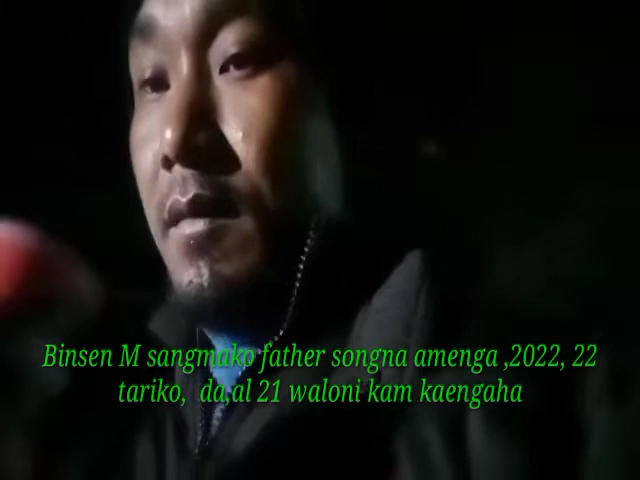 Binsen M sangmako father songna amenga ,2022, 22
tariko, da,al 21 waloni kam kaengaha